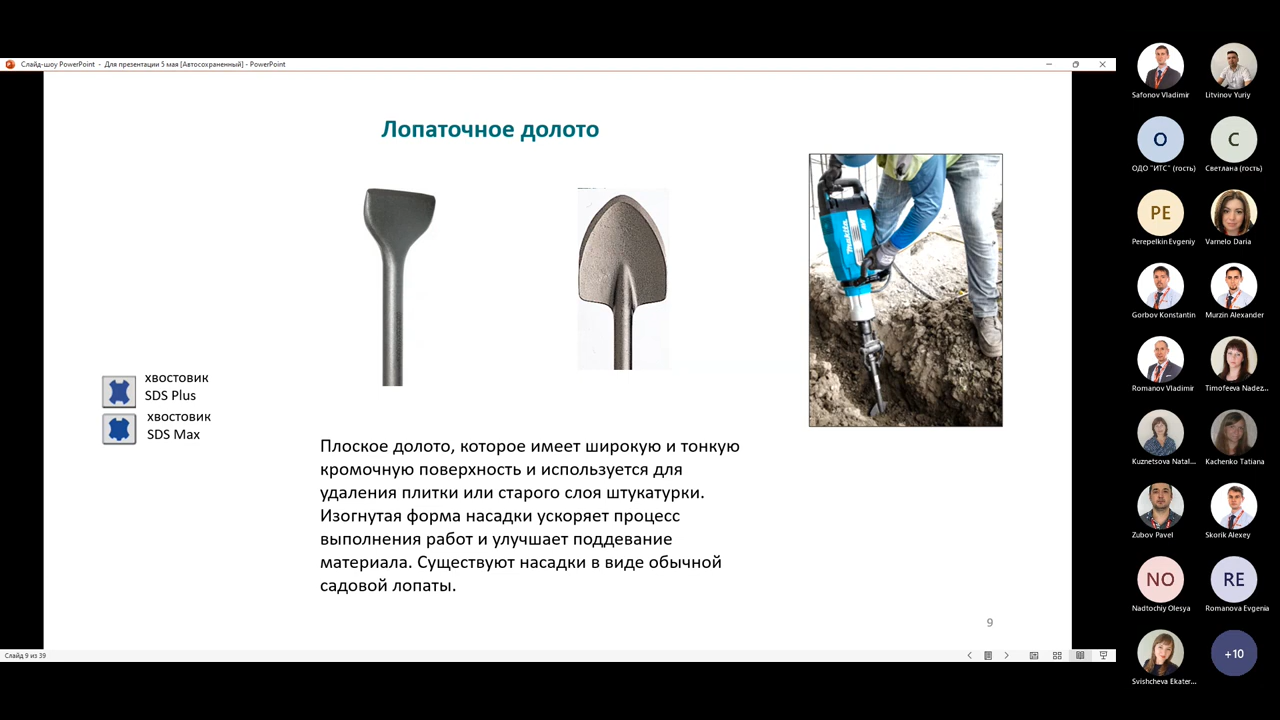 Слайд-шоу PowerPoint - Для презентации 5 мая [Автосохраненный] - PowerPoint
Лопаточное долото
makita
хвостовик
SDS Plus
хвостовик
SDS Max
Плоское долото, которое имеет широкую и тонкую
кромочную поверхность и используется для
удаления плитки или старого слоя штукатурки.
Изогнутая форма насадки ускоряет процесс
выполнения работ и улучшает поддевание
материала. Существуют насадки в виде обычной
садовой лопаты.
9
Слайд 9 из 39
Safonov Vladimir
Litvinov Yuriy
О
ОДО "ИТС" (гость)
С
Светлана (гость)
PE
Perepelkin Evgeniy
Varnelo Daria
Gorbov Konstantin
Murzin Alexander
Romanov Vladimir
Timofeeva Nadez...
Kuznetsova Natal...
Kachenko Tatiana
Zubov Pavel
Skorik Alexey
NO
Nadtochiy Olesya
RE
Romanova Evgenia
Svishcheva Ekater...
+10